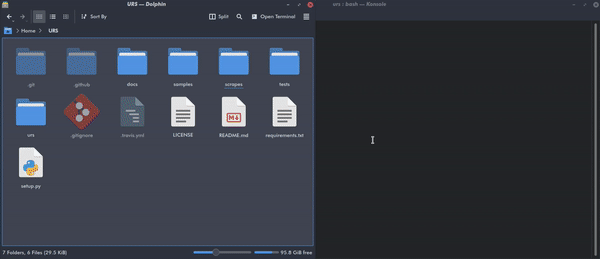 URS — Dolphin
Sort By
Split
Open Terminal
Home
URS
.git
.github
docs
samples
scrapes
tests
urs
.gitignore
.travis.yml
LICENSE
README.md
requirements.txt
setup.py
7 Folders, 6 Files (29.5 KiB)
95.8 GiB free
urs : bash — Konsole